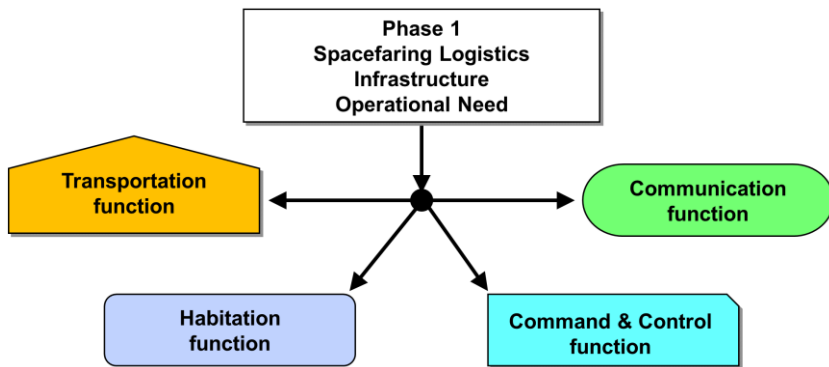 Phase 1
Spacefaring Logistics
Infrastructure
Operational Need
Transportation
function
Communication
function
Habitation
function
Command & Control
function